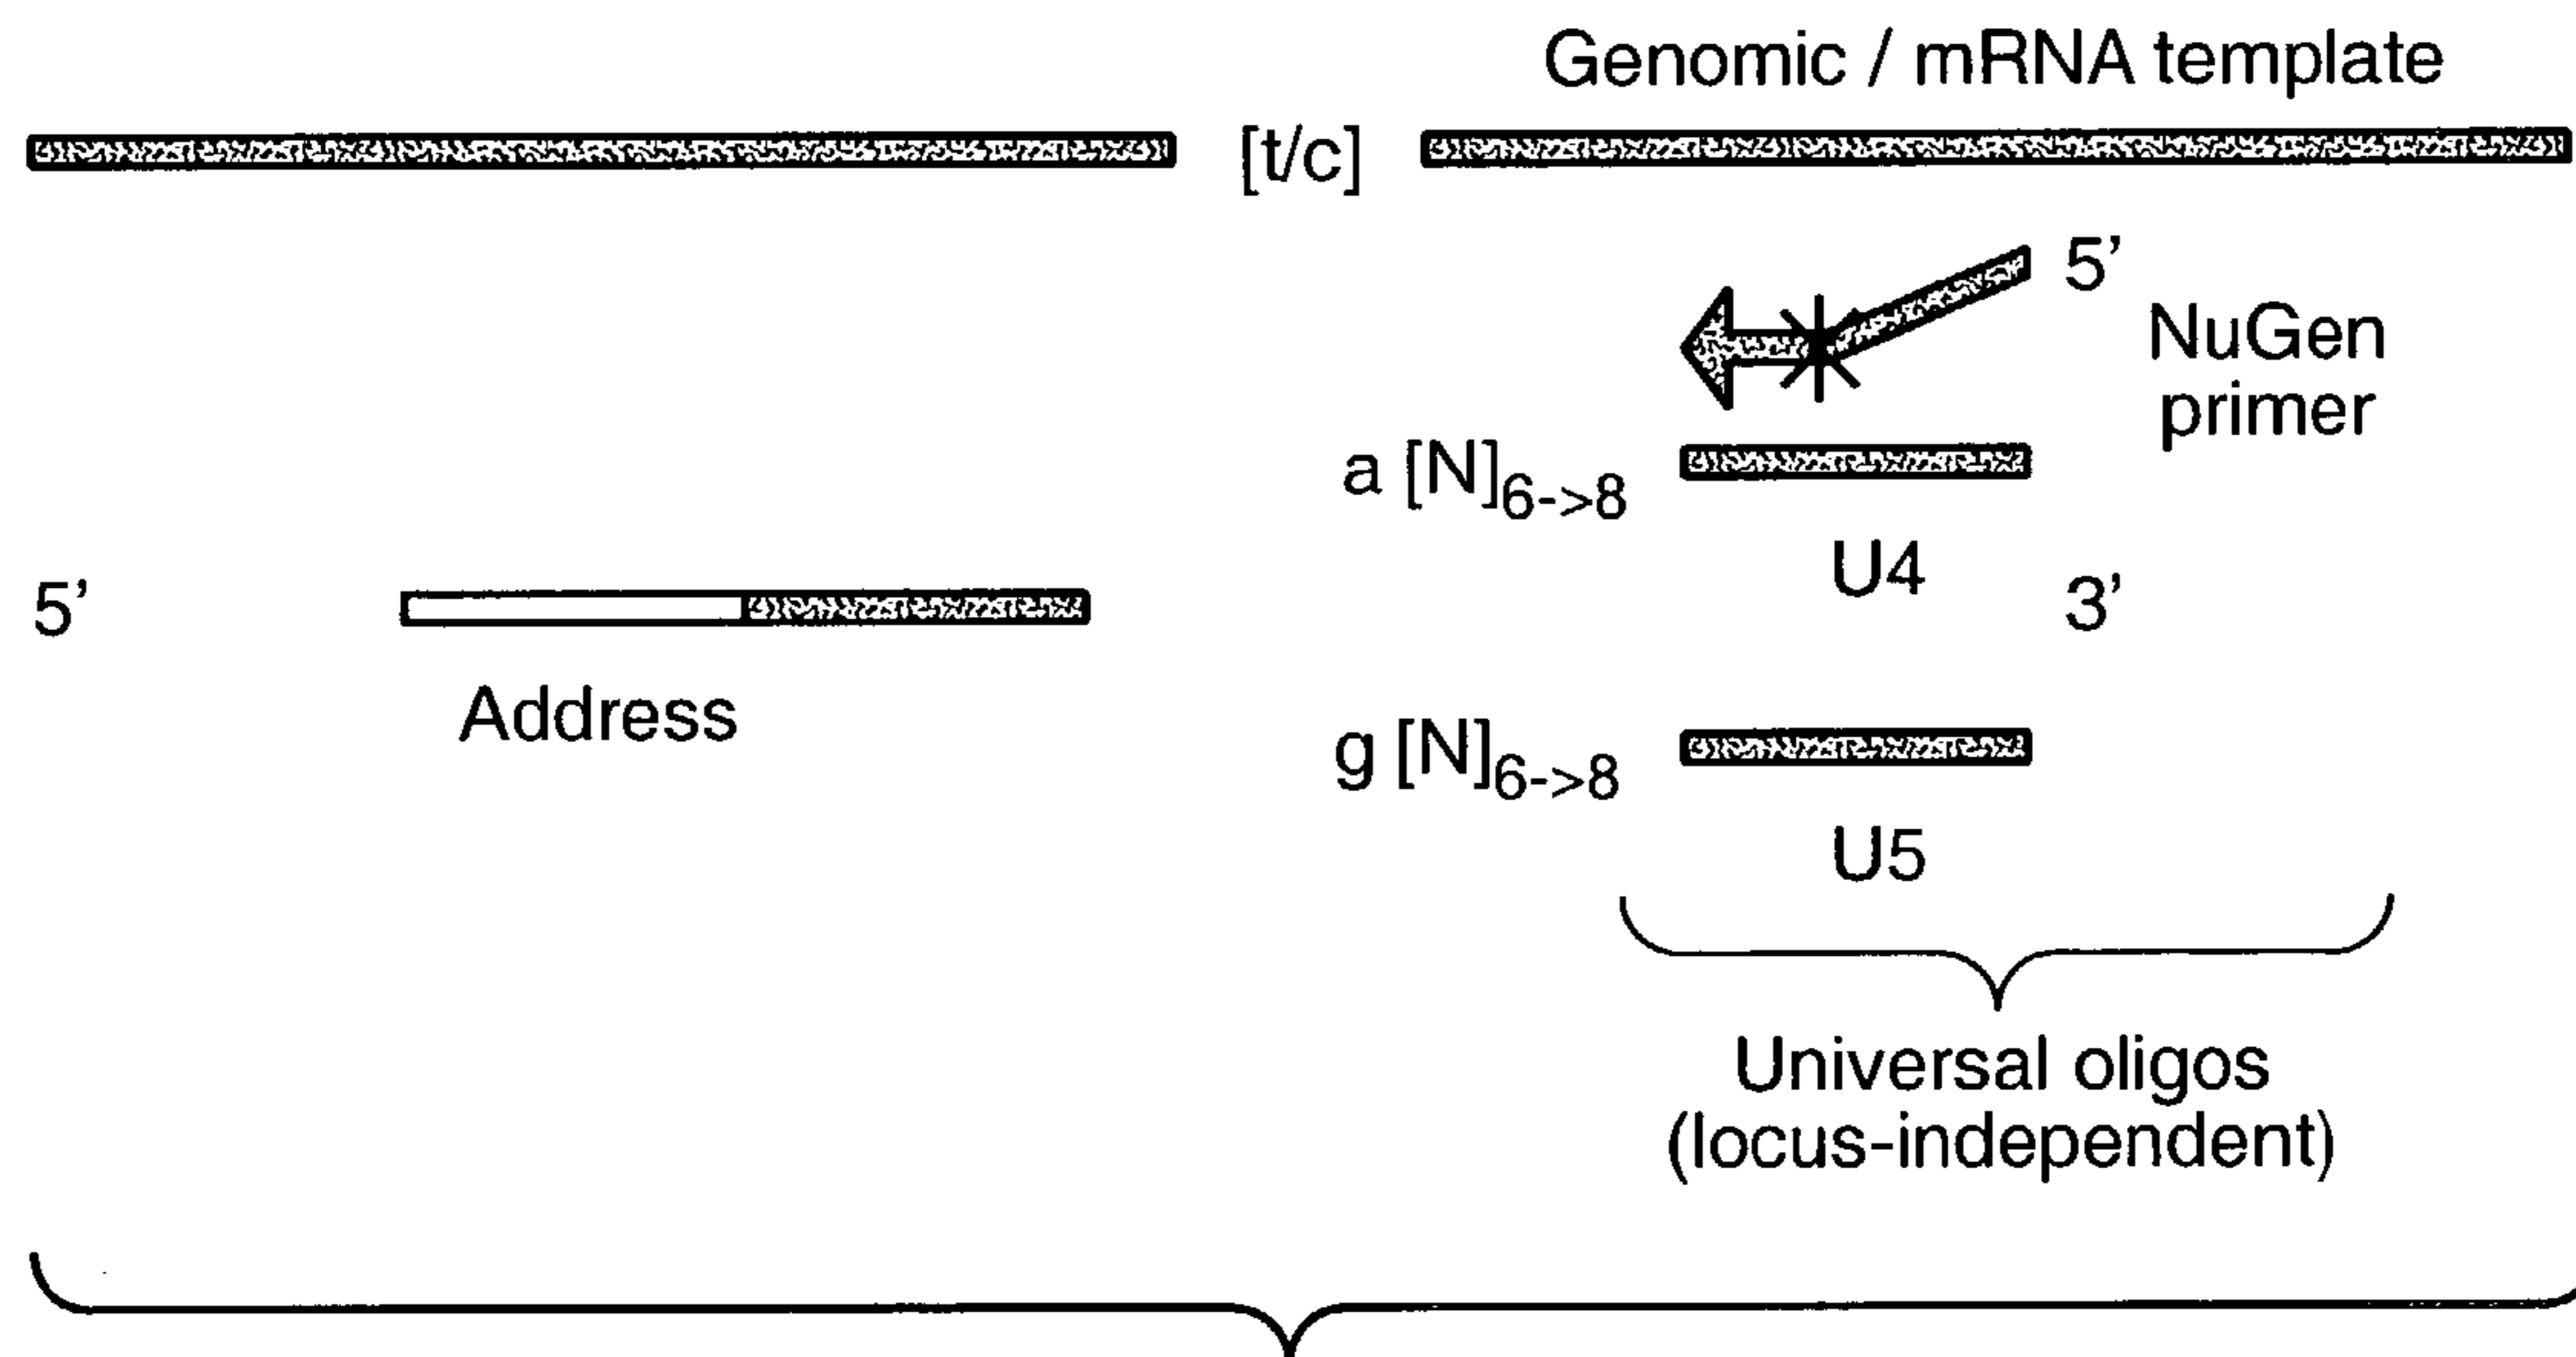 Genomic / mRNA template
[t/c]
5’
NuGen
primer
a [N]6->8
U4
5’
3’
Address
g [N]6->8
U5
Universal oligos
(locus-independent)